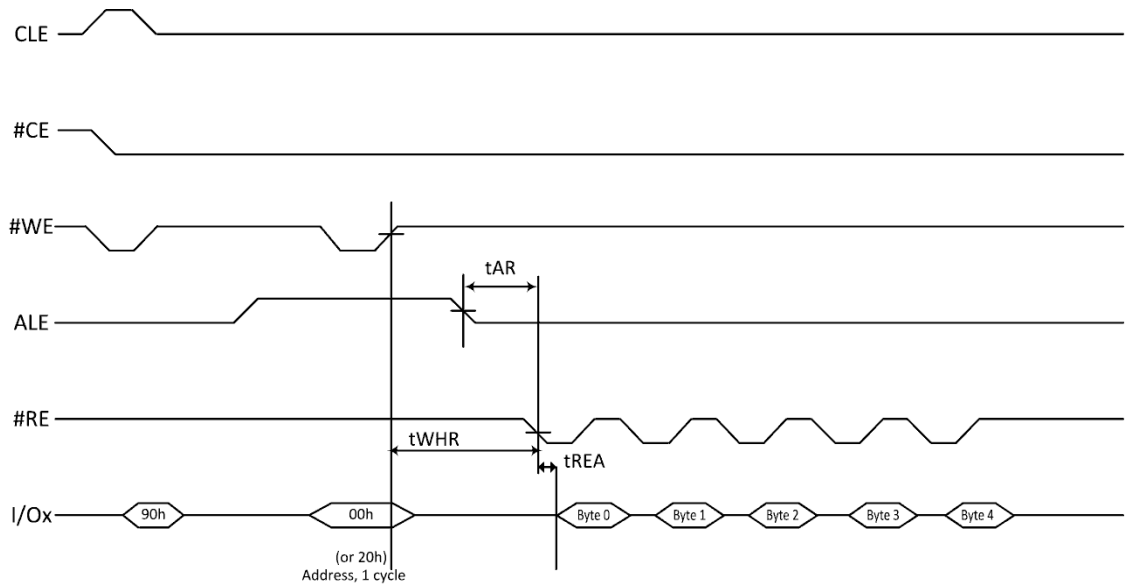 CLE
#CE
#WE
tAR
ALE
#RE
tWHR
tREA
I/Ox
90h
00h
Byte 0
Byte 1
Byte 2
Byte 3
Byte 4
(or 20h)
Address, 1 cycle